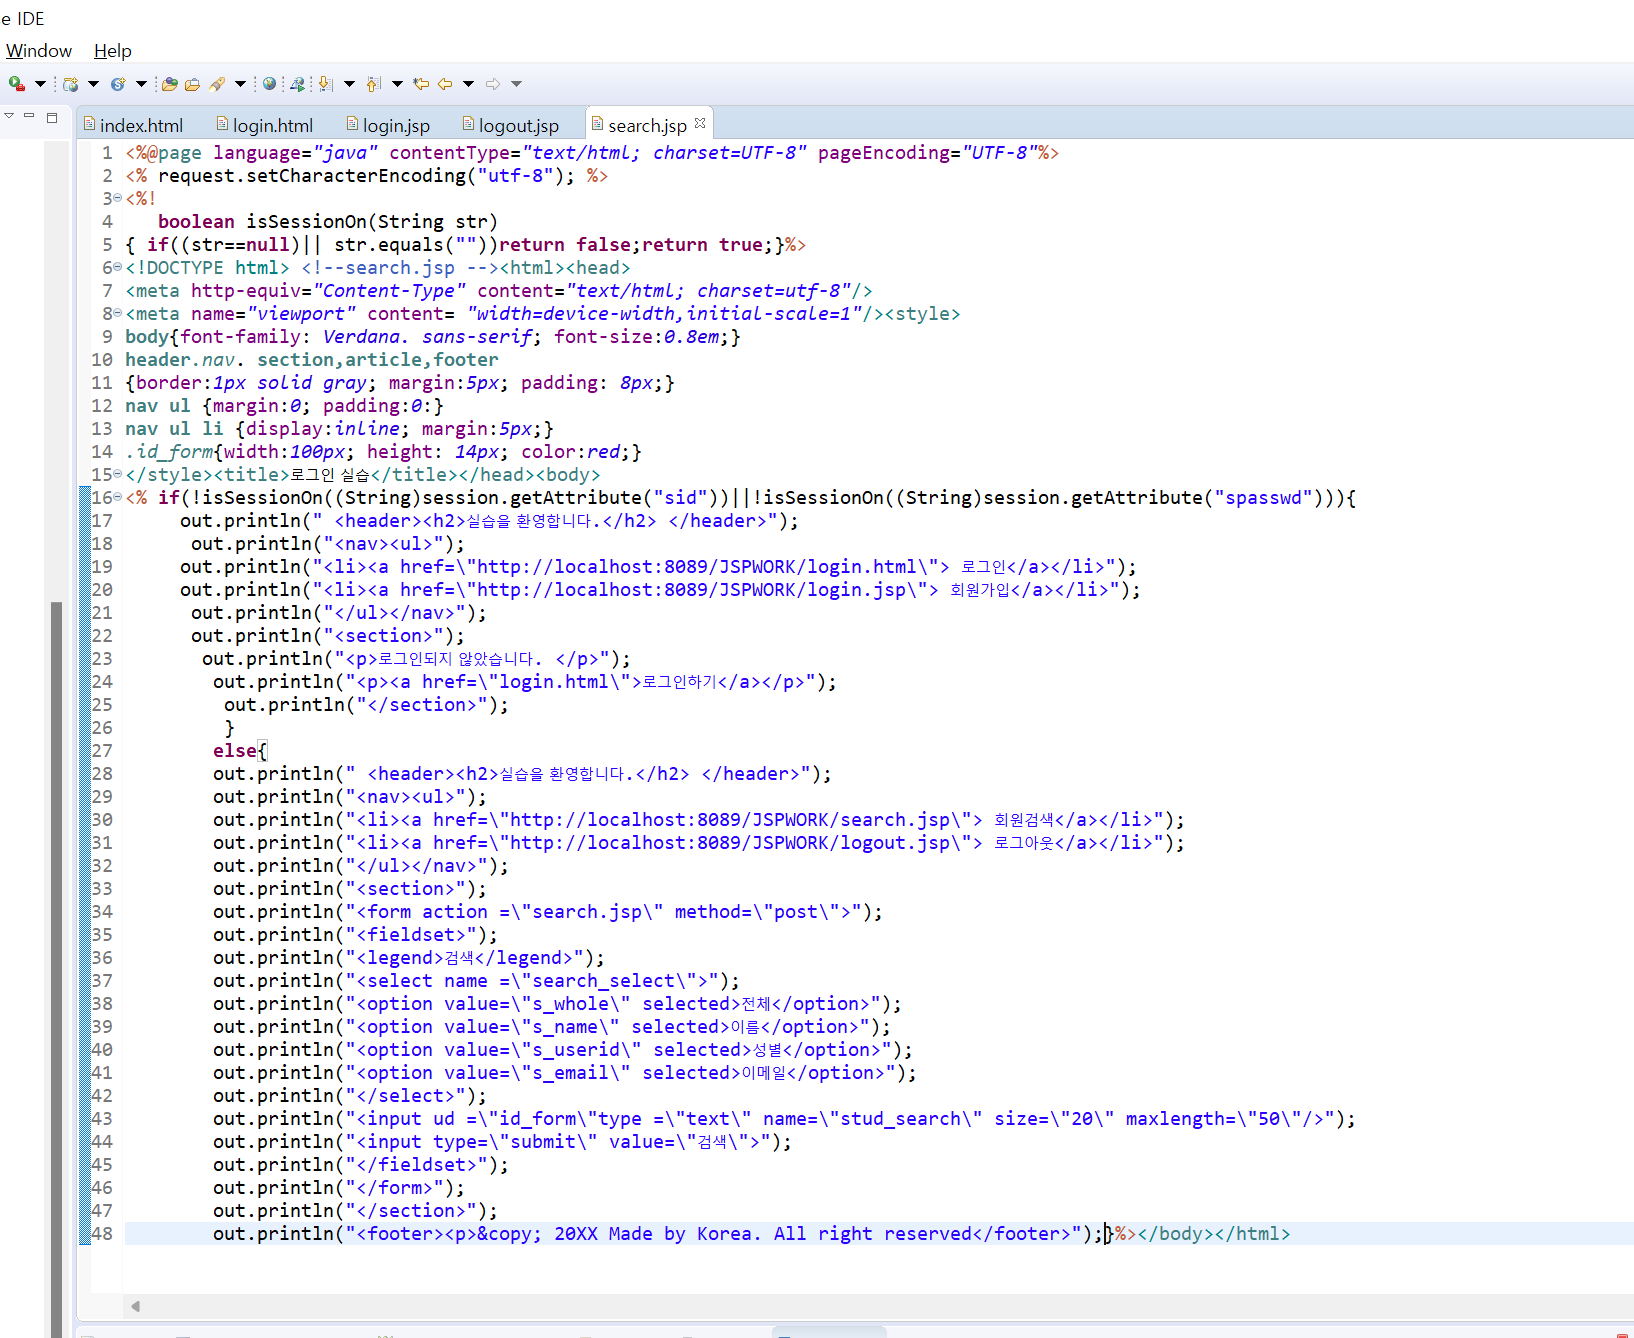 e IDE
Window Help
index.html login.html login.jsp logout.jsp search.jsp
1 <%@page language="java" contentType="text/html; charset=UTF-8" pageEncoding="UTF-8"%>
2 <% request.setCharacterEncoding("utf-8"); %>
3 <%!
4 boolean isSessionOn(String str)
5 { if((str==null)|| str.equals(""))return false;return true;}%>
6 <!DOCTYPE html> <!--search.jsp --><html><head>
7 <meta http-equiv="Content-Type" content="text/html; charset=utf-8"/>
8 <meta name="viewport" content= "width=device-width,initial-scale=1"/><style>
9 body{font-family: Verdana. sans-serif; font-size:0.8em;}
10 header.nav. section,article,footer
11 {border:1px solid gray; margin:5px; padding: 8px;}
12 nav ul {margin:0; padding:0:}
13 nav ul li {display:inline; margin:5px;}
14 .id_form{width:100px; height: 14px; color:red;}
15 </style><title>로그인 실습</title></head><body>
16 <% if(!isSessionOn((String)session.getAttribute("sid"))||!isSessionOn((String)session.getAttribute("spasswd"))){
17 out.println(" <header><h2>실습을 환영합니다.</h2> </header>");
18 out.println("<nav><ul>");
19 out.println("<li><a href=\"http://localhost:8089/JSPWORK/login.html\"> 로그인</a></li>");
20 out.println("<li><a href=\"http://localhost:8089/JSPWORK/login.jsp\"> 회원가입</a></li>");
21 out.println("</ul></nav>");
22 out.println("<section>");
23 out.println("<p>로그인되지 않았습니다. </p>");
24 out.println("<p><a href=\"login.html\">로그인하기</a></p>");
25 out.println("</section>");
26 }
27 else{
28 out.println(" <header><h2>실습을 환영합니다.</h2> </header>");
29 out.println("<nav><ul>");
30 out.println("<li><a href=\"http://localhost:8089/JSPWORK/search.jsp\"> 회원검색</a></li>");
31 out.println("<li><a href=\"http://localhost:8089/JSPWORK/logout.jsp\"> 로그아웃</a></li>");
32 out.println("</ul></nav>");
33 out.println("<section>");
34 out.println("<form action =\"search.jsp\" method=\"post\">");
35 out.println("<fieldset>");
36 out.println("<legend>검색</legend>");
37 out.println("<select name =\"search_select\">");
38 out.println("<option value=\"s_whole\" selected>전체</option>");
39 out.println("<option value=\"s_name\" selected>이름</option>");
40 out.println("<option value=\"s_userid\" selected>성별</option>");
41 out.println("<option value=\"s_email\" selected>이메일</option>");
42 out.println("</select>");
43 out.println("<input ud =\"id_form\"type =\"text\" name=\"stud_search\" size=\"20\" maxlength=\"50\"/>");
44 out.println("<input type=\"submit\" value=\"검색\">");
45 out.println("</fieldset>");
46 out.println("</form>");
47 out.println("</section>");
48 out.println("<footer><p>&copy; 20XX Made by Korea. All right reserved</footer>");}%></body></html>